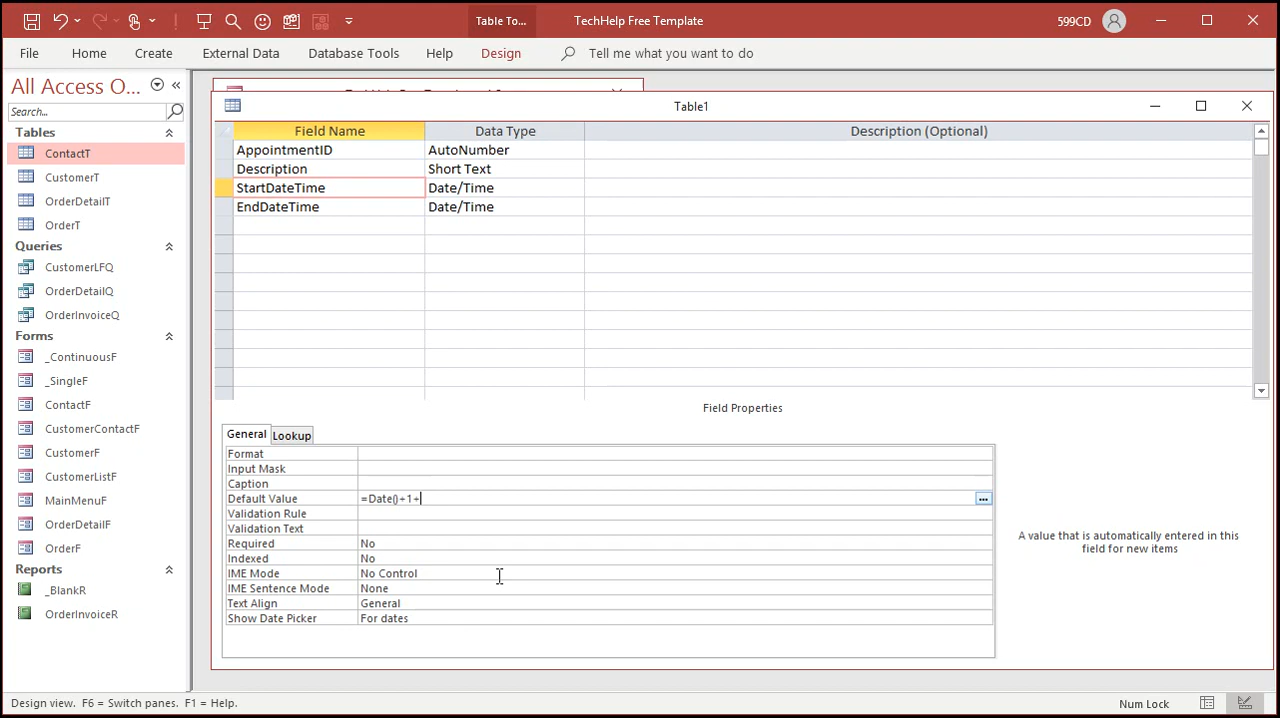 Table To...
TechHelp Free Template
599CD
File
Home
Create
External Data
Database Tools
Help
Design
Tell me what you want to do
All Access O...
Search...
Tables
ContactT
CustomerT
OrderDetailT
OrderT
Queries
CustomerLFQ
OrderDetailQ
OrderInvoiceQ
Forms
_ContinuousF
_SingleF
ContactF
CustomerContactF
CustomerF
CustomerListF
MainMenuF
OrderDetailF
OrderF
Reports
_BlankR
OrderInvoiceR
Table1
Field Name Data Type Description (Optional)
AppointmentID AutoNumber
Description Short Text
StartDateTime Date/Time
EndDateTime Date/Time
Field Properties
General Lookup
Format
Input Mask
Caption
Default Value =Date()+1+
Validation Rule
Validation Text
Required No
Indexed No
IME Mode No Control
IME Sentence Mode None
Text Align General
Show Date Picker For dates
A value that is automatically entered in this
field for new items
Design view. F6 = Switch panes. F1 = Help.
Num Lock